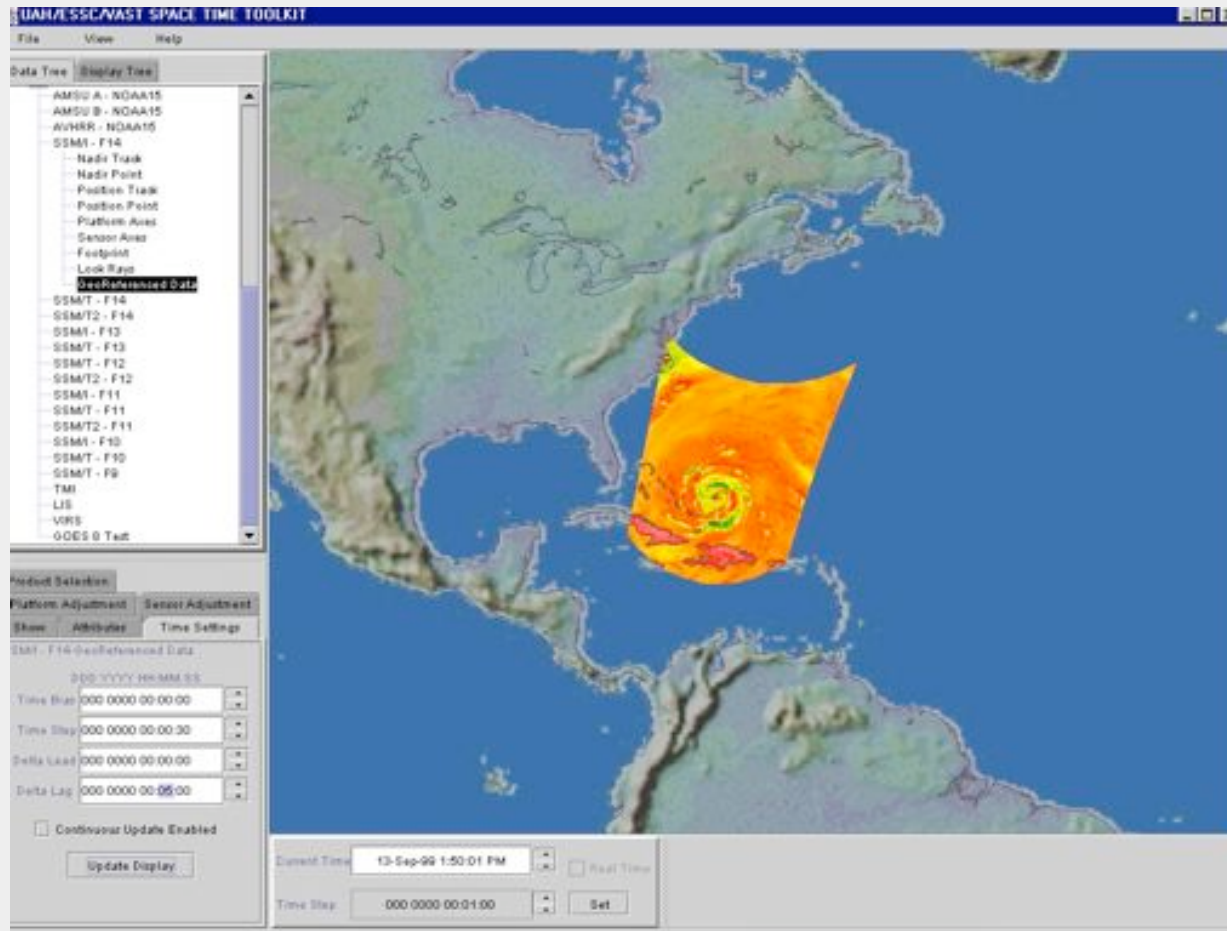 UAH/ESSC/VAST SPACE TIME TOOLKIT
File View Help
Data Tree Display Tree
AMSU A - NOAA15
AMSU B - NOAA15
AVHRR - NOAA15
SSM/I - F14
Nadir Track
Nadir Point
Position Track
Position Point
Platform Axes
Sensor Axes
Footprint
Look Rays
GeoReferenced Data
SSM/T - F14
SSM/T2 - F14
SSM/I - F13
SSM/T - F13
SSM/T - F12
SSM/T2 - F12
SSM/I - F11
SSM/T - F11
SSM/T2 - F11
SSM/I - F10
SSM/T - F10
SSM/T - F9
TMI
LIS
VIRS
GOES 8 Test
Product Selection
Platform Adjustment Sensor Adjustment
Show Attributes Time Settings
SM/I - F14-GeoReferenced Data
DDD YYYY HH:MM:SS
Time Bias 000 0000 00:00:00
Time Step 000 0000 00:00:30
Delta Lead 000 0000 00:00:00
Delta Lag 000 0000 00:05:00
Continuous Update Enabled
Update Display
Current Time 13-Sep-99 1:50:01 PM Real Time
Time Step 000 0000 00:01:00 Set